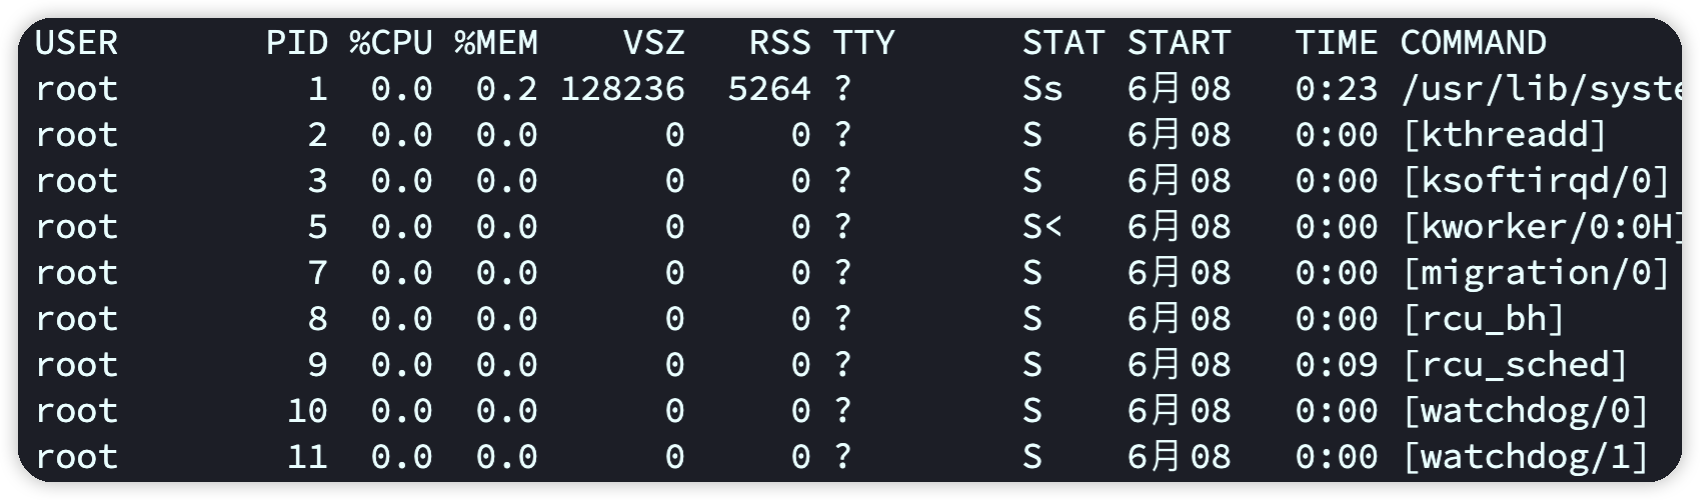 USER       PID %CPU %MEM    VSZ   RSS TTY      STAT START   TIME COMMAND
root         1  0.0  0.2 128236  5264 ?        Ss   6月08   0:23 /usr/lib/syste
root         2  0.0  0.0      0     0 ?        S    6月08   0:00 [kthreadd]
root         3  0.0  0.0      0     0 ?        S    6月08   0:00 [ksoftirqd/0]
root         5  0.0  0.0      0     0 ?        S<   6月08   0:00 [kworker/0:0H]
root         7  0.0  0.0      0     0 ?        S    6月08   0:00 [migration/0]
root         8  0.0  0.0      0     0 ?        S    6月08   0:00 [rcu_bh]
root         9  0.0  0.0      0     0 ?        S    6月08   0:09 [rcu_sched]
root        10  0.0  0.0      0     0 ?        S    6月08   0:00 [watchdog/0]
root        11  0.0  0.0      0     0 ?        S    6月08   0:00 [watchdog/1]